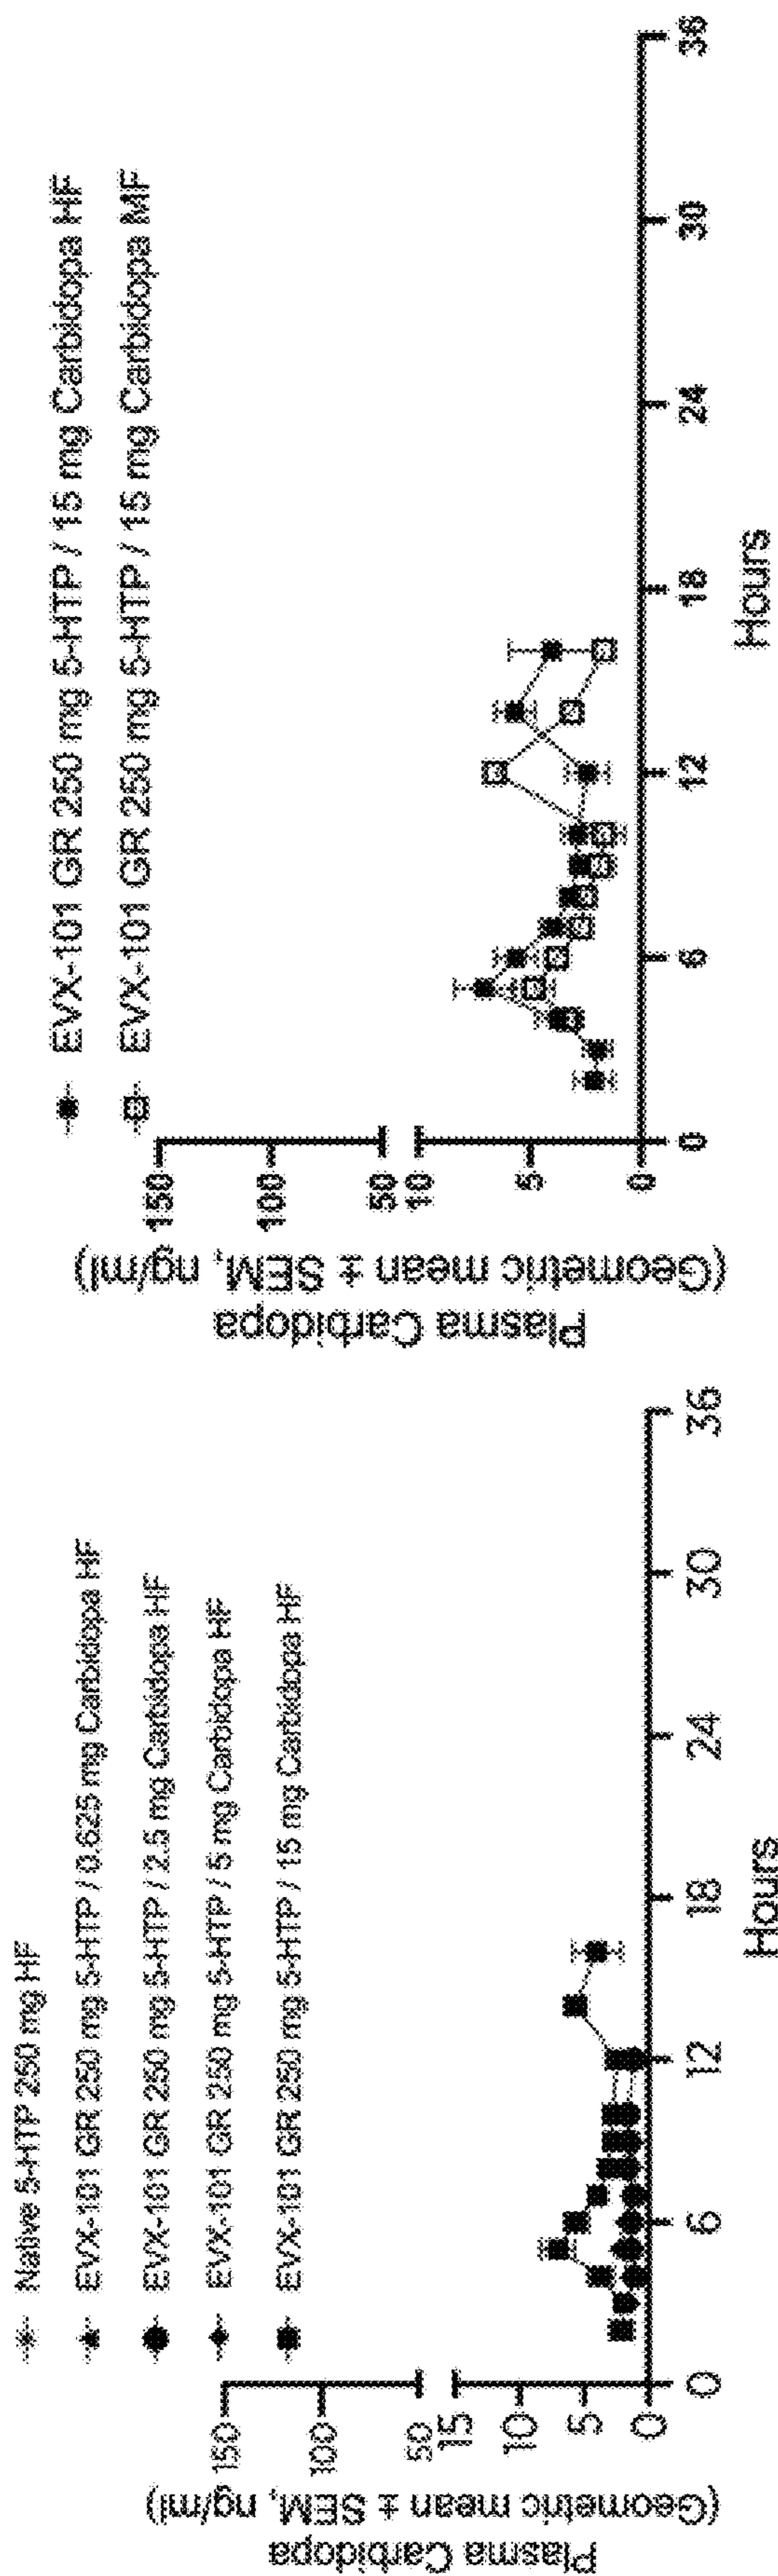 Native 5-HTP 250 mg HF
EVX-101 GR 250 mg 5-HTP / 0.625 mg Carbidopa HF
EVX-101 GR 250 mg 5-HTP / 2.5 mg Carbidopa HF
EVX-101 GR 250 mg 5-HTP / 5 mg Carbidopa HF
EVX-101 GR 250 mg 5-HTP / 15 mg Carbidopa HF
Plasma Carbidopa
(Geometric mean ± SEM, ng/ml)
150
100
50
15
10
5
0
0 6 12 18 24 30 36
Hours
EVX-101 GR 250 mg 5-HTP / 15 mg Carbidopa HF
EVX-101 GR 250 mg 5-HTP / 15 mg Carbidopa MF
Plasma Carbidopa
(Geometric mean ± SEM, ng/ml)
150
100
50
10
5
0
0 6 12 18 24 30 36
Hours